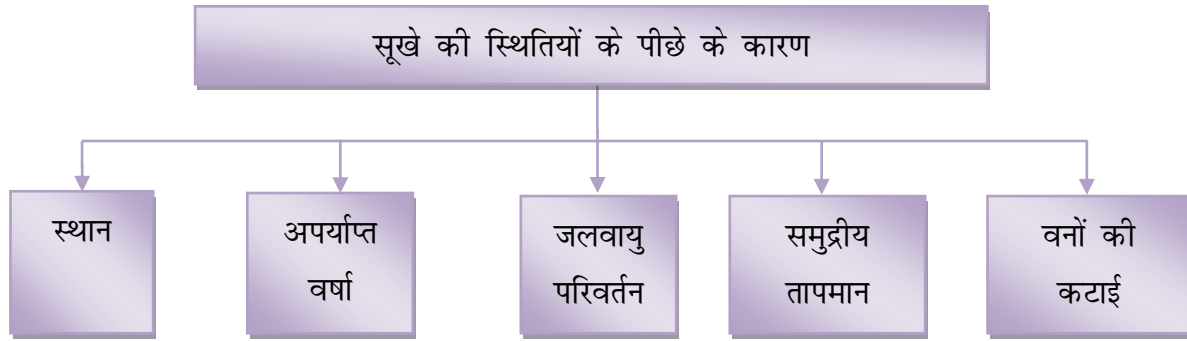 सूखे की स्थितियों के पीछे के कारण
स्थान
अपर्याप्त
वर्षा
जलवायु
परिवर्तन
समुद्रीय
तापमान
वनों की
कटाई